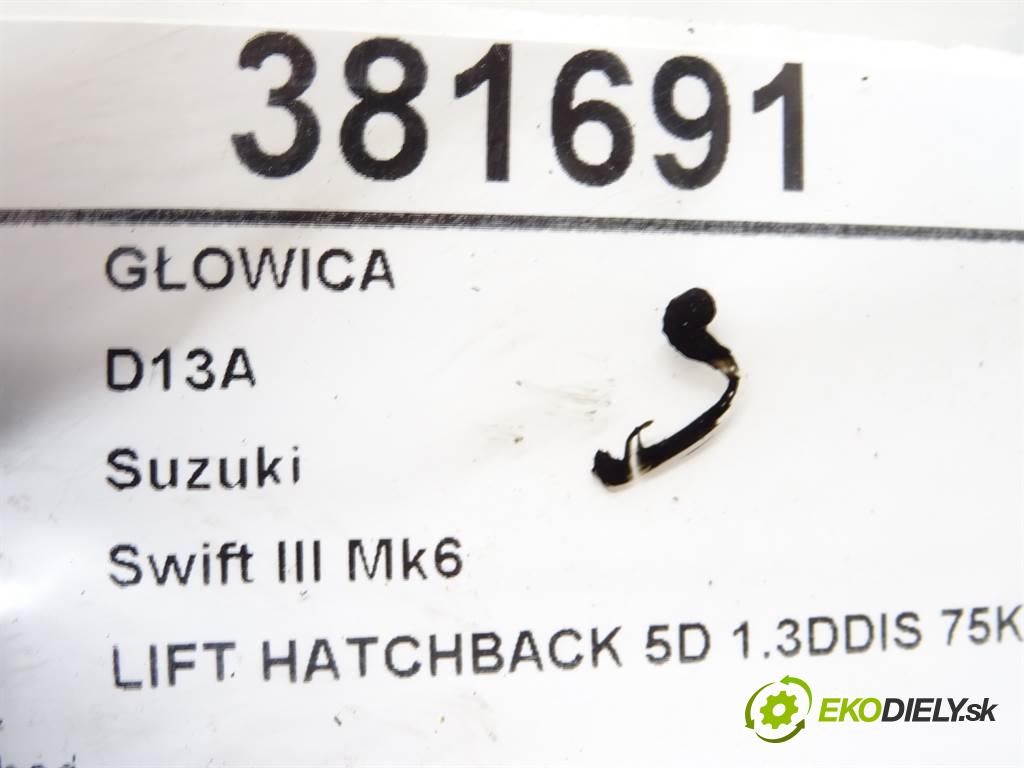 381691
GŁOWICA
D13A
Suzuki
Swift III Mk6
LIFT HATCHBACK 5D 1.3DDIS 75K
EKODIELY.sk